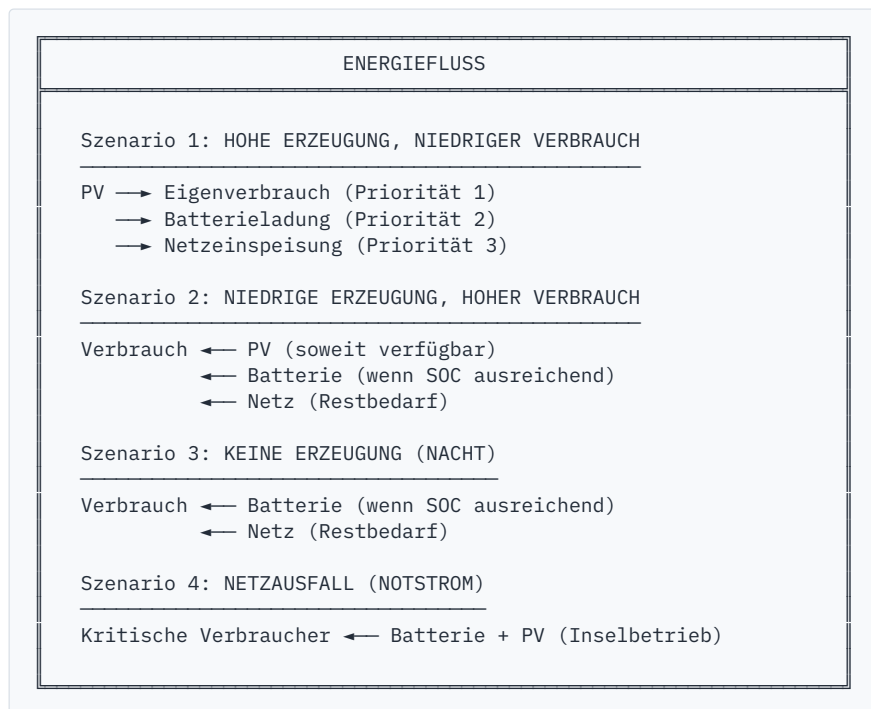 ENERGIEFLUSS
Szenario 1: HOHE ERZEUGUNG, NIEDRIGER VERBRAUCH
PV ──► Eigenverbrauch (Priorität 1)
──► Batterieladung (Priorität 2)
──► Netzeinspeisung (Priorität 3)
Szenario 2: NIEDRIGE ERZEUGUNG, HOHER VERBRAUCH
Verbrauch ◄── PV (soweit verfügbar)
◄── Batterie (wenn SOC ausreichend)
◄── Netz (Restbedarf)
Szenario 3: KEINE ERZEUGUNG (NACHT)
Verbrauch ◄── Batterie (wenn SOC ausreichend)
◄── Netz (Restbedarf)
Szenario 4: NETZAUSFALL (NOTSTROM)
Kritische Verbraucher ◄── Batterie + PV (Inselbetrieb)